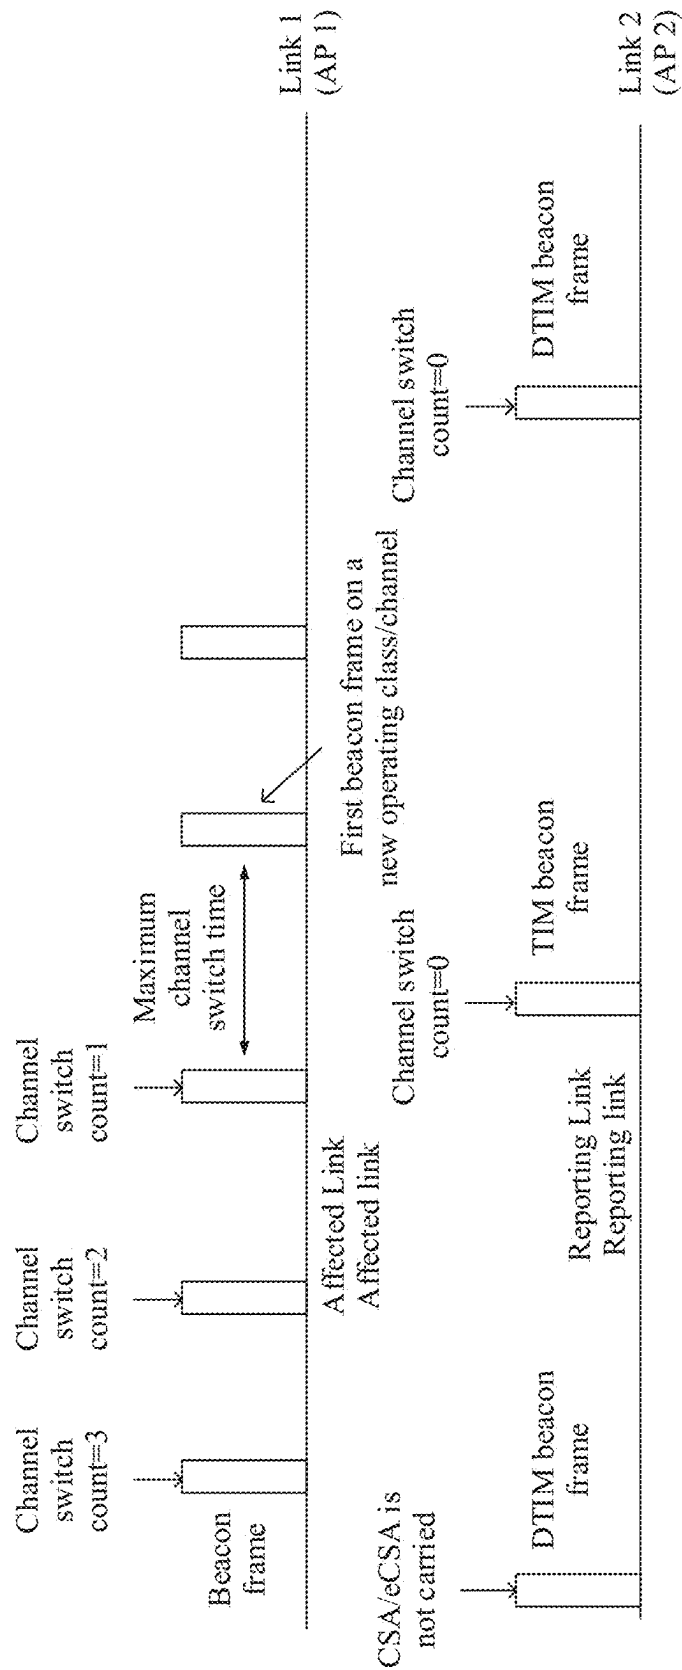 Channel
switch
count=3
Channel
switch
count=2
Channel
switch
count=1
Maximum
channel
switch time
Beacon
frame
Link 1
(AP 1)
Affected Link
Affected link
First beacon frame on a
new operating class/channel
CSA/eCSA is
not carried
Channel switch
count=0
Channel switch
count=0
DTIM beacon
frame
Reporting Link
Reporting link
TIM beacon
frame
DTIM beacon
frame
Link 2
(AP 2)